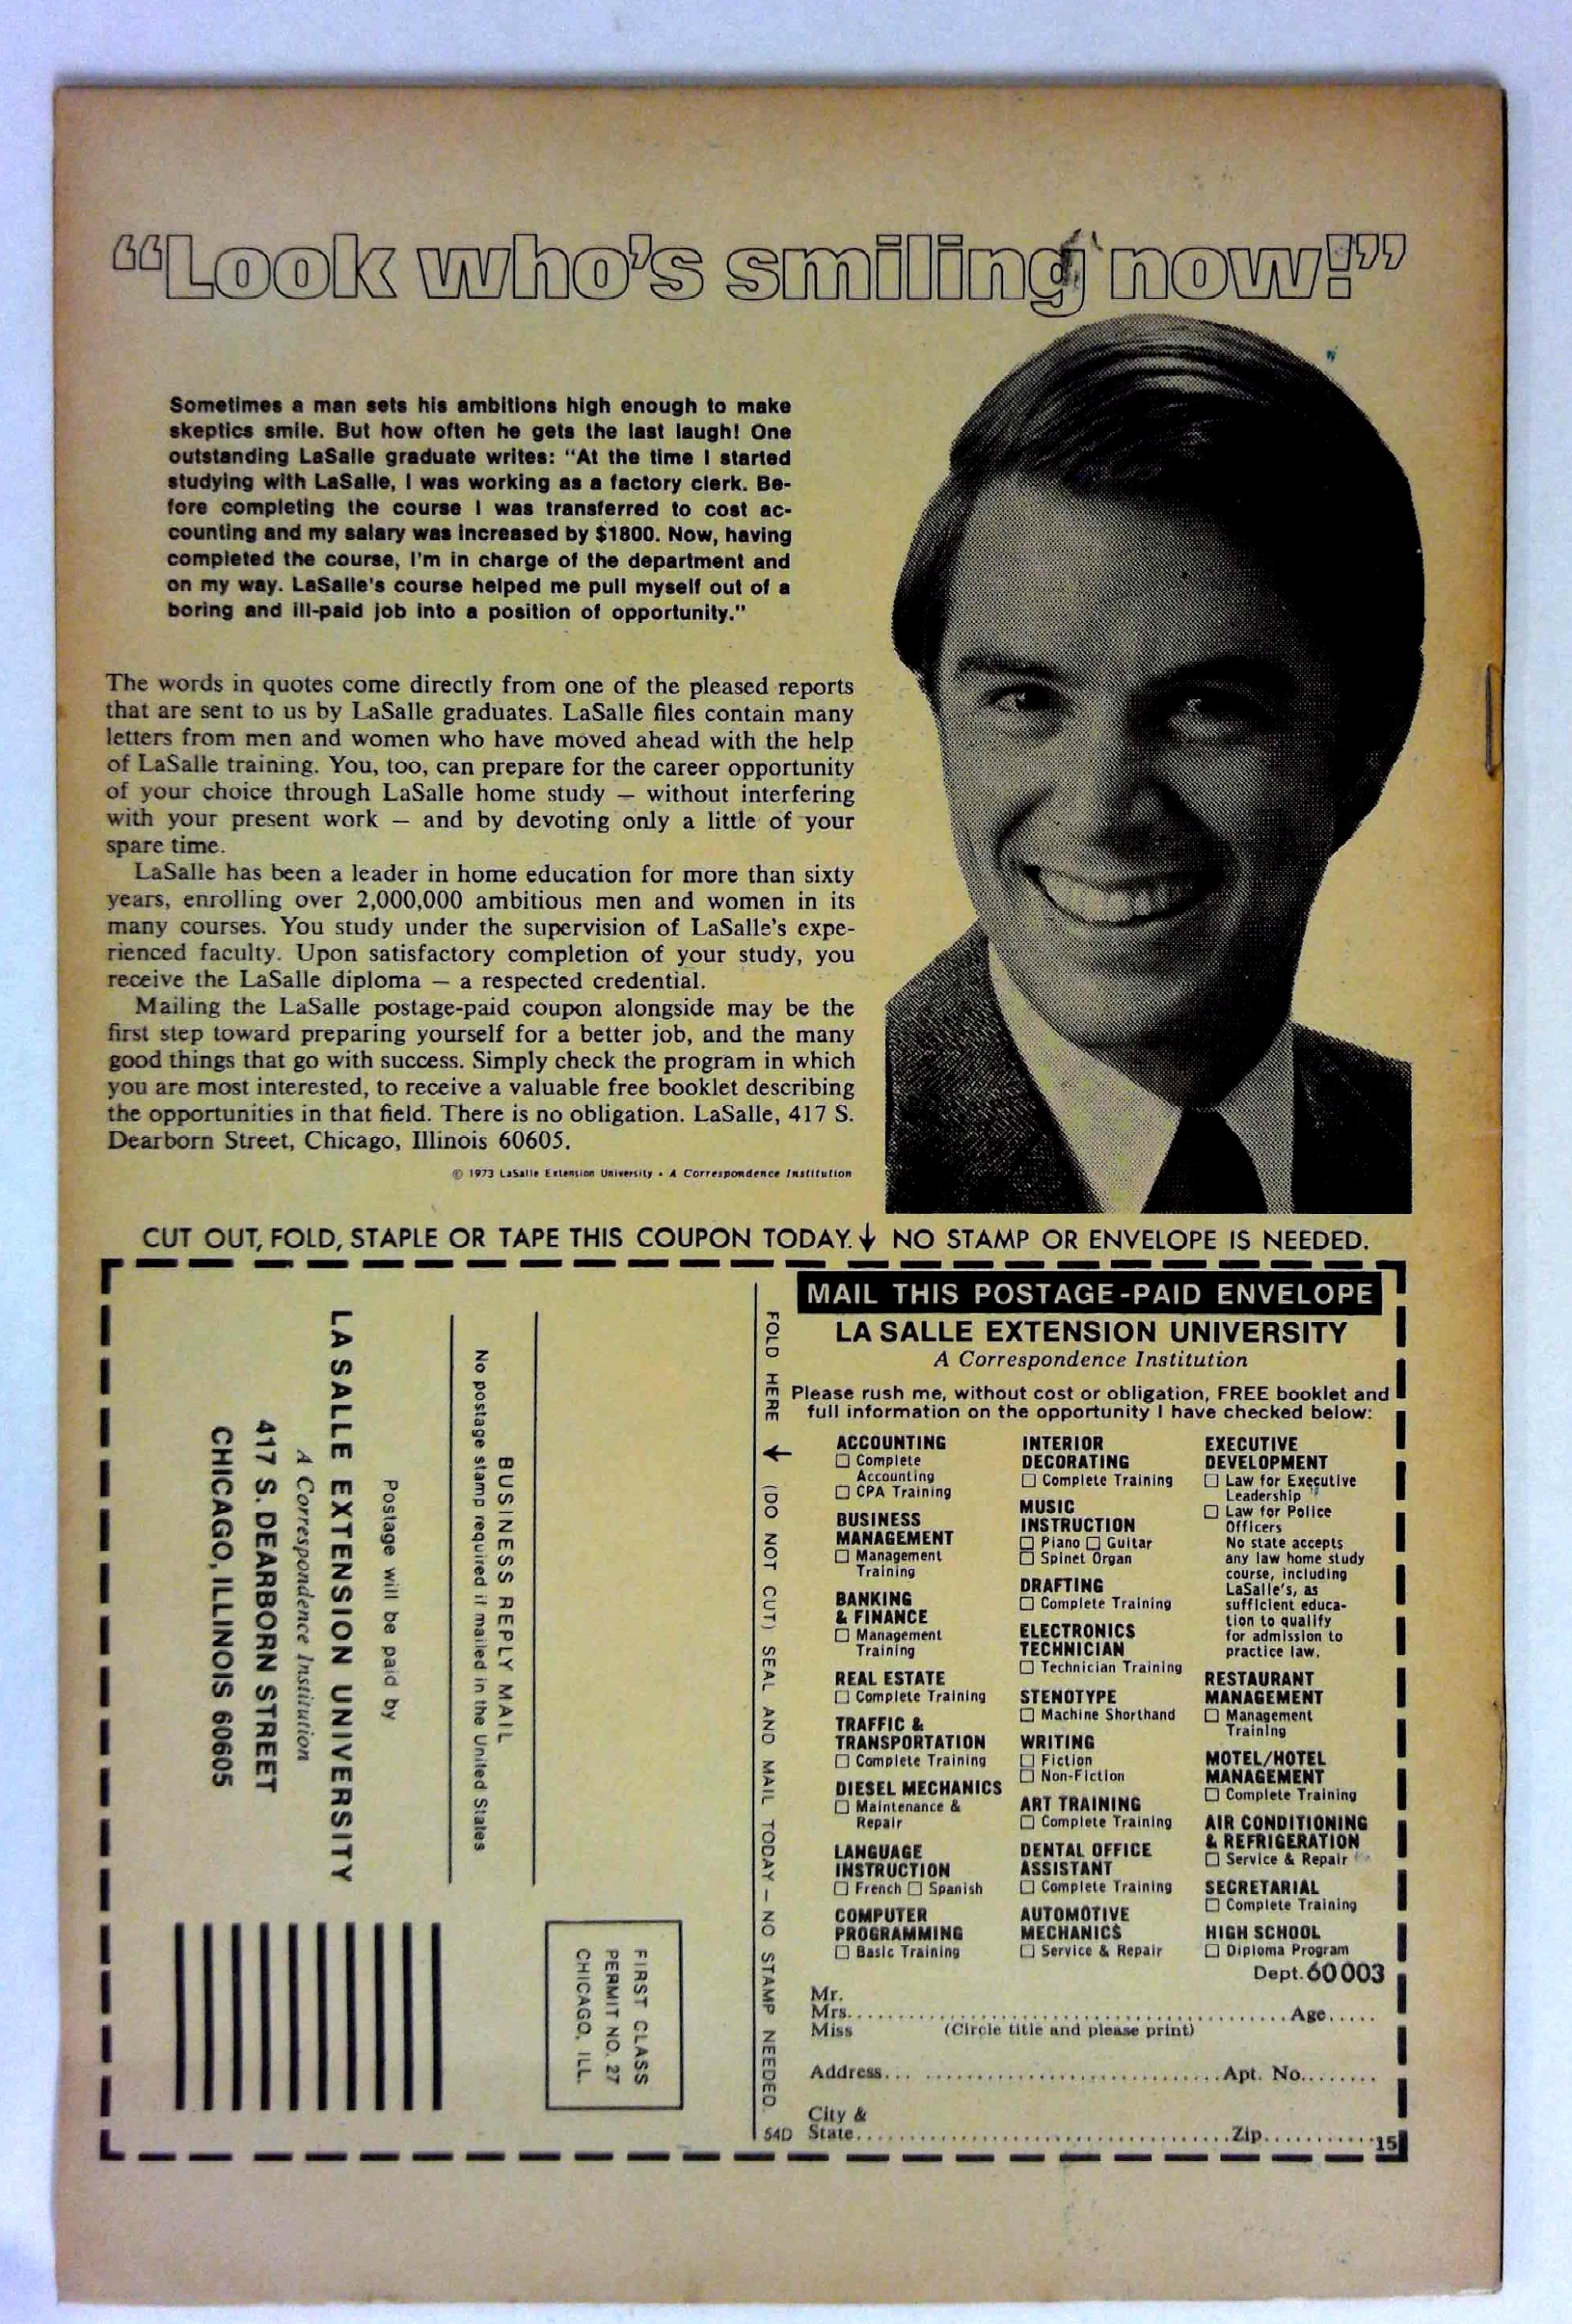 “Look who's smiling now!”
Sometimes a man sets his ambitions high enough to make
skeptics smile. But how often he gets the last laugh! One
outstanding LaSalle graduate writes: “At the time I started
studying with LaSalle, I was working as a factory clerk. Be-
fore completing the course I was transferred to cost ac-
counting and my salary was increased by $1800. Now, having
completed the course, I'm in charge of the department and
on my way. LaSalle's course helped me pull myself out of a
boring and ill-paid job into a position of opportunity.”
The words in quotes come directly from one of the pleased reports
that are sent to us by LaSalle graduates. LaSalle files contain many
letters from men and women who have moved ahead with the help
of LaSalle training. You, too, can prepare for the career opportunity
of your choice through LaSalle home study — without interfering
with your present work — and by devoting only a little of your
spare time.
LaSalle has been a leader in home education for more than sixty
years, enrolling over 2,000,000 ambitious men and women in its
many courses. You study under the supervision of LaSalle's expe-
rienced faculty. Upon satisfactory completion of your study, you
receive the LaSalle diploma — a respected credential.
Mailing the LaSalle postage-paid coupon alongside may be the
first step toward preparing yourself for a better job, and the many
good things that go with success. Simply check the program in which
you are most interested, to receive a valuable free booklet describing
the opportunities in that field. There is no obligation. LaSalle, 417 S.
Dearborn Street, Chicago, Illinois 60605.
© 1973 LaSalle Extension University • A Correspondence Institution
CUT OUT, FOLD, STAPLE OR TAPE THIS COUPON TODAY.↓ NO STAMP OR ENVELOPE IS NEEDED.
FIRST CLASS
PERMIT NO. 27
CHICAGO, ILL.
BUSINESS REPLY MAIL
No postage stamp required if mailed in the United States
Postage will be paid by
LA SALLE EXTENSION UNIVERSITY
A Correspondence Institution
417 S. DEARBORN STREET
CHICAGO, ILLINOIS 60605
FOLD HERE ↓ (DO NOT CUT) SEAL AND MAIL TODAY — NO STAMP NEEDED.
54D
MAIL THIS POSTAGE-PAID ENVELOPE
LA SALLE EXTENSION UNIVERSITY
A Correspondence Institution
Please rush me, without cost or obligation, FREE booklet and
full information on the opportunity I have checked below:
ACCOUNTING
☐ Complete
Accounting
☐ CPA Training
BUSINESS
MANAGEMENT
☐ Management
Training
BANKING
& FINANCE
☐ Management
Training
REAL ESTATE
☐ Complete Training
TRAFFIC &
TRANSPORTATION
☐ Complete Training
DIESEL MECHANICS
☐ Maintenance &
Repair
LANGUAGE
INSTRUCTION
☐ French ☐ Spanish
COMPUTER
PROGRAMMING
☐ Basic Training
INTERIOR
DECORATING
☐ Complete Training
MUSIC
INSTRUCTION
☐ Piano ☐ Guitar
☐ Spinet Organ
DRAFTING
☐ Complete Training
ELECTRONICS
TECHNICIAN
☐ Technician Training
STENOTYPE
☐ Machine Shorthand
WRITING
☐ Fiction
☐ Non-Fiction
ART TRAINING
☐ Complete Training
DENTAL OFFICE
ASSISTANT
☐ Complete Training
AUTOMOTIVE
MECHANICS
☐ Service & Repair
EXECUTIVE
DEVELOPMENT
☐ Law for Executive
Leadership
☐ Law for Police
Officers
No state accepts
any law home study
course, including
LaSalle's, as
sufficient educa-
tion to qualify
for admission to
practice law.
RESTAURANT
MANAGEMENT
☐ Management
Training
MOTEL/HOTEL
MANAGEMENT
☐ Complete Training
AIR CONDITIONING
& REFRIGERATION
☐ Service & Repair
SECRETARIAL
☐ Complete Training
HIGH SCHOOL
☐ Diploma Program
Dept. 60003
Mr.
Mrs. Age
Miss (Circle title and please print)
Address Apt. No.
City &
State Zip
15